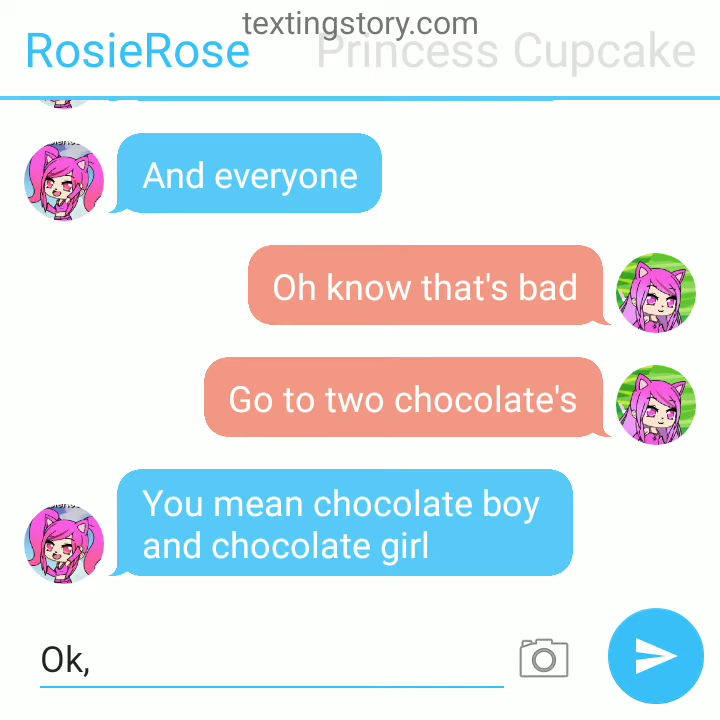 textingstory.com
RosieRose Princess Cupcake
And everyone
Oh know that's bad
Go to two chocolate's
You mean chocolate boy
and chocolate girl
Ok,